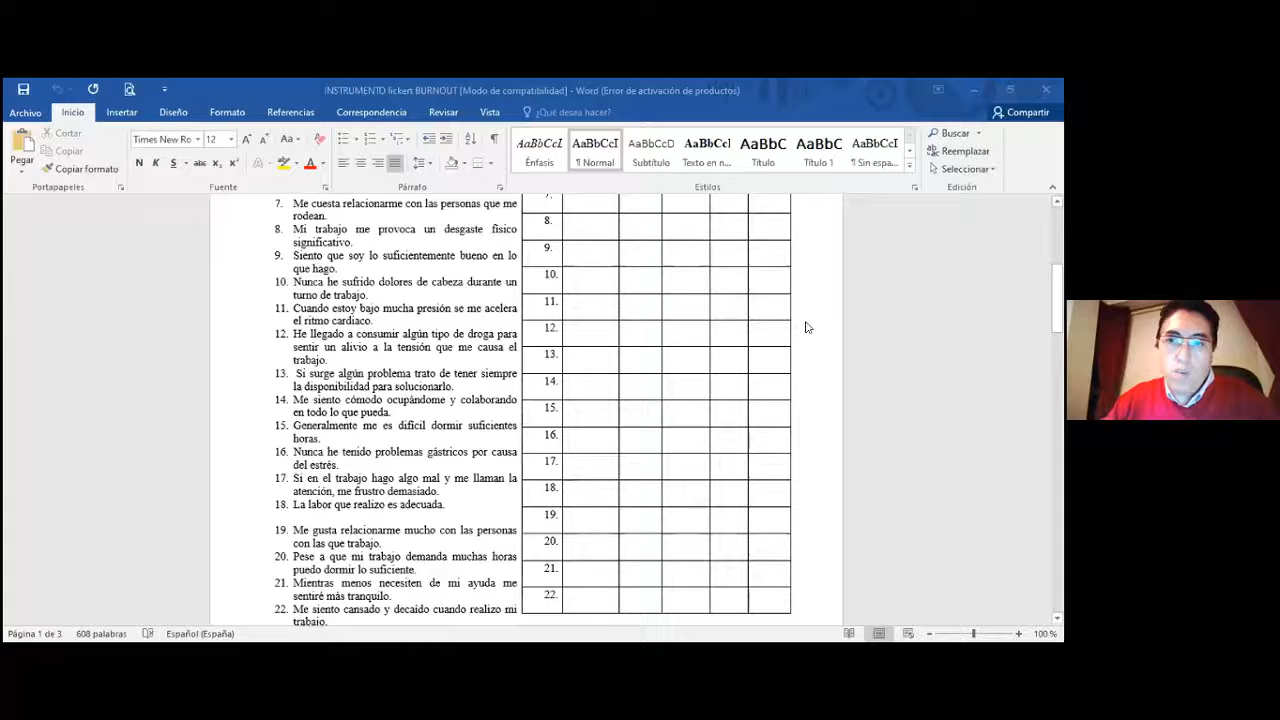 INSTRUMENTO lickert BURNOUT [Modo de compatibilidad] - Word (Error de activación de productos)
Archivo Inicio Insertar Diseño Formato Referencias Correspondencia Revisar Vista ¿Qué desea hacer? Compartir
Pegar
Cortar
Copiar
Copiar formato
Portapapeles
Times New Ro 12
N K S abc x₂ x²
Fuente
Párrafo
AaBbCcI AaBbCcI AaBbCcD AaBbCcI AaBbC AaBbC AaBbCcI
Énfasis ¶ Normal Subtítulo Texto en n... Título Título 1 ¶ Sin espa...
Estilos
Buscar
Reemplazar
Seleccionar
Edición
7. Me cuesta relacionarme con las personas que me
rodean.
8. Mi trabajo me provoca un desgaste físico
significativo.
9. Siento que soy lo suficientemente bueno en lo
que hago.
10. Nunca he sufrido dolores de cabeza durante un
turno de trabajo.
11. Cuando estoy bajo mucha presión se me acelera
el ritmo cardiaco.
12. He llegado a consumir algún tipo de droga para
sentir un alivio a la tensión que me causa el
trabajo.
13. Si surge algún problema trato de tener siempre
la disponibilidad para solucionarlo.
14. Me siento cómodo ocupándome y colaborando
en todo lo que pueda.
15. Generalmente me es difícil dormir suficientes
horas.
16. Nunca he tenido problemas gástricos por causa
del estrés.
17. Si en el trabajo hago algo mal y me llaman la
atención, me frustro demasiado.
18. La labor que realizo es adecuada.
19. Me gusta relacionarme mucho con las personas
con las que trabajo.
20. Pese a que mi trabajo demanda muchas horas
puedo dormir lo suficiente.
21. Mientras menos necesiten de mi ayuda me
sentiré más tranquilo.
22. Me siento cansado y decaído cuando realizo mi
trabajo.
7.
8.
9.
10.
11.
12.
13.
14.
15.
16.
17.
18.
19.
20.
21.
22.
Página 1 de 3 608 palabras Español (España) 100 %